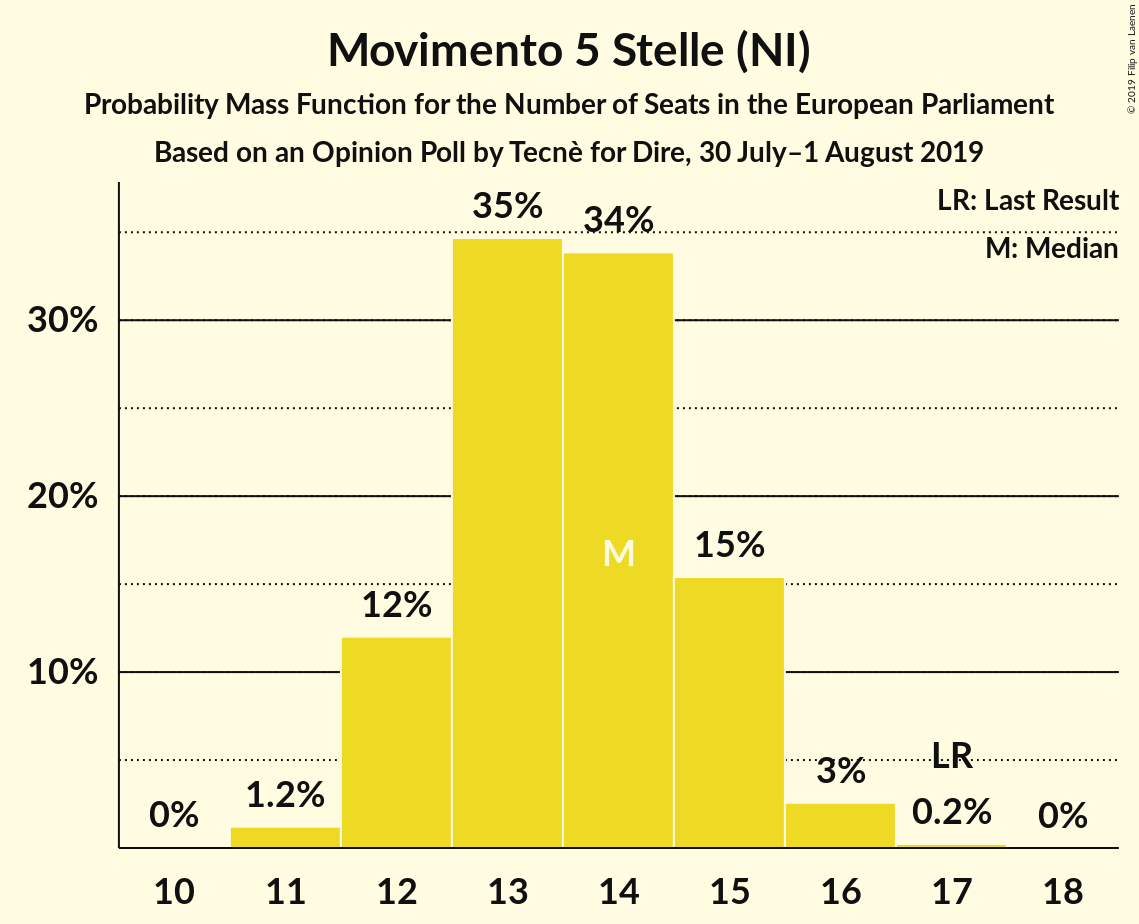 Movimento 5 Stelle (NI)
Probability Mass Function for the Number of Seats in the European Parliament
Based on an Opinion Poll by Tecnè for Dire, 30 July–1 August 2019
© 2019 Filip van Laenen
LR: Last Result
M: Median
35%
34%
30%
20%
M
15%
12%
10%
LR
3%
1.2%
0%
0.2%
0%
10 11 12 13 14 15 16 17 18